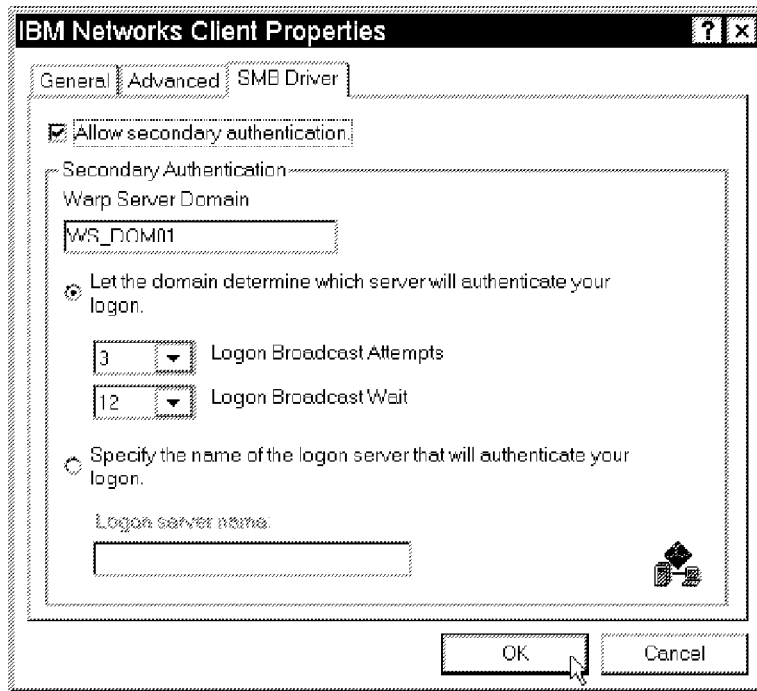 IBM Networks Client Properties
General Advanced SMB Driver
Allow secondary authentication.
Secondary Authentication
Warp Server Domain
WS_DOM01
Let the domain determine which server will authenticate your
logon.
3 Logon Broadcast Attempts
12 Logon Broadcast Wait
Specify the name of the logon server that will authenticate your
logon.
Logon server name:
OK Cancel